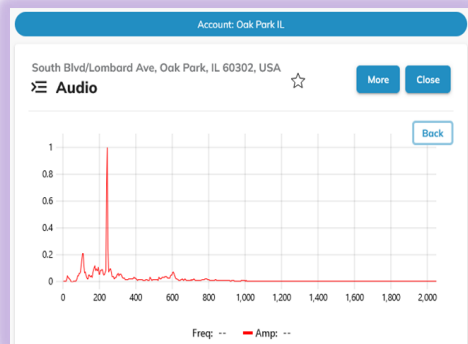 Account: Oak Park IL
South Blvd/Lombard Ave, Oak Park, IL 60302, USA
Audio
More
Close
Back
1
0.8
0.6
0.4
0.2
0
0 200 400 600 800 1,000 1,200 1,400 1,600 1,800 2,000
Freq: -- Amp: --